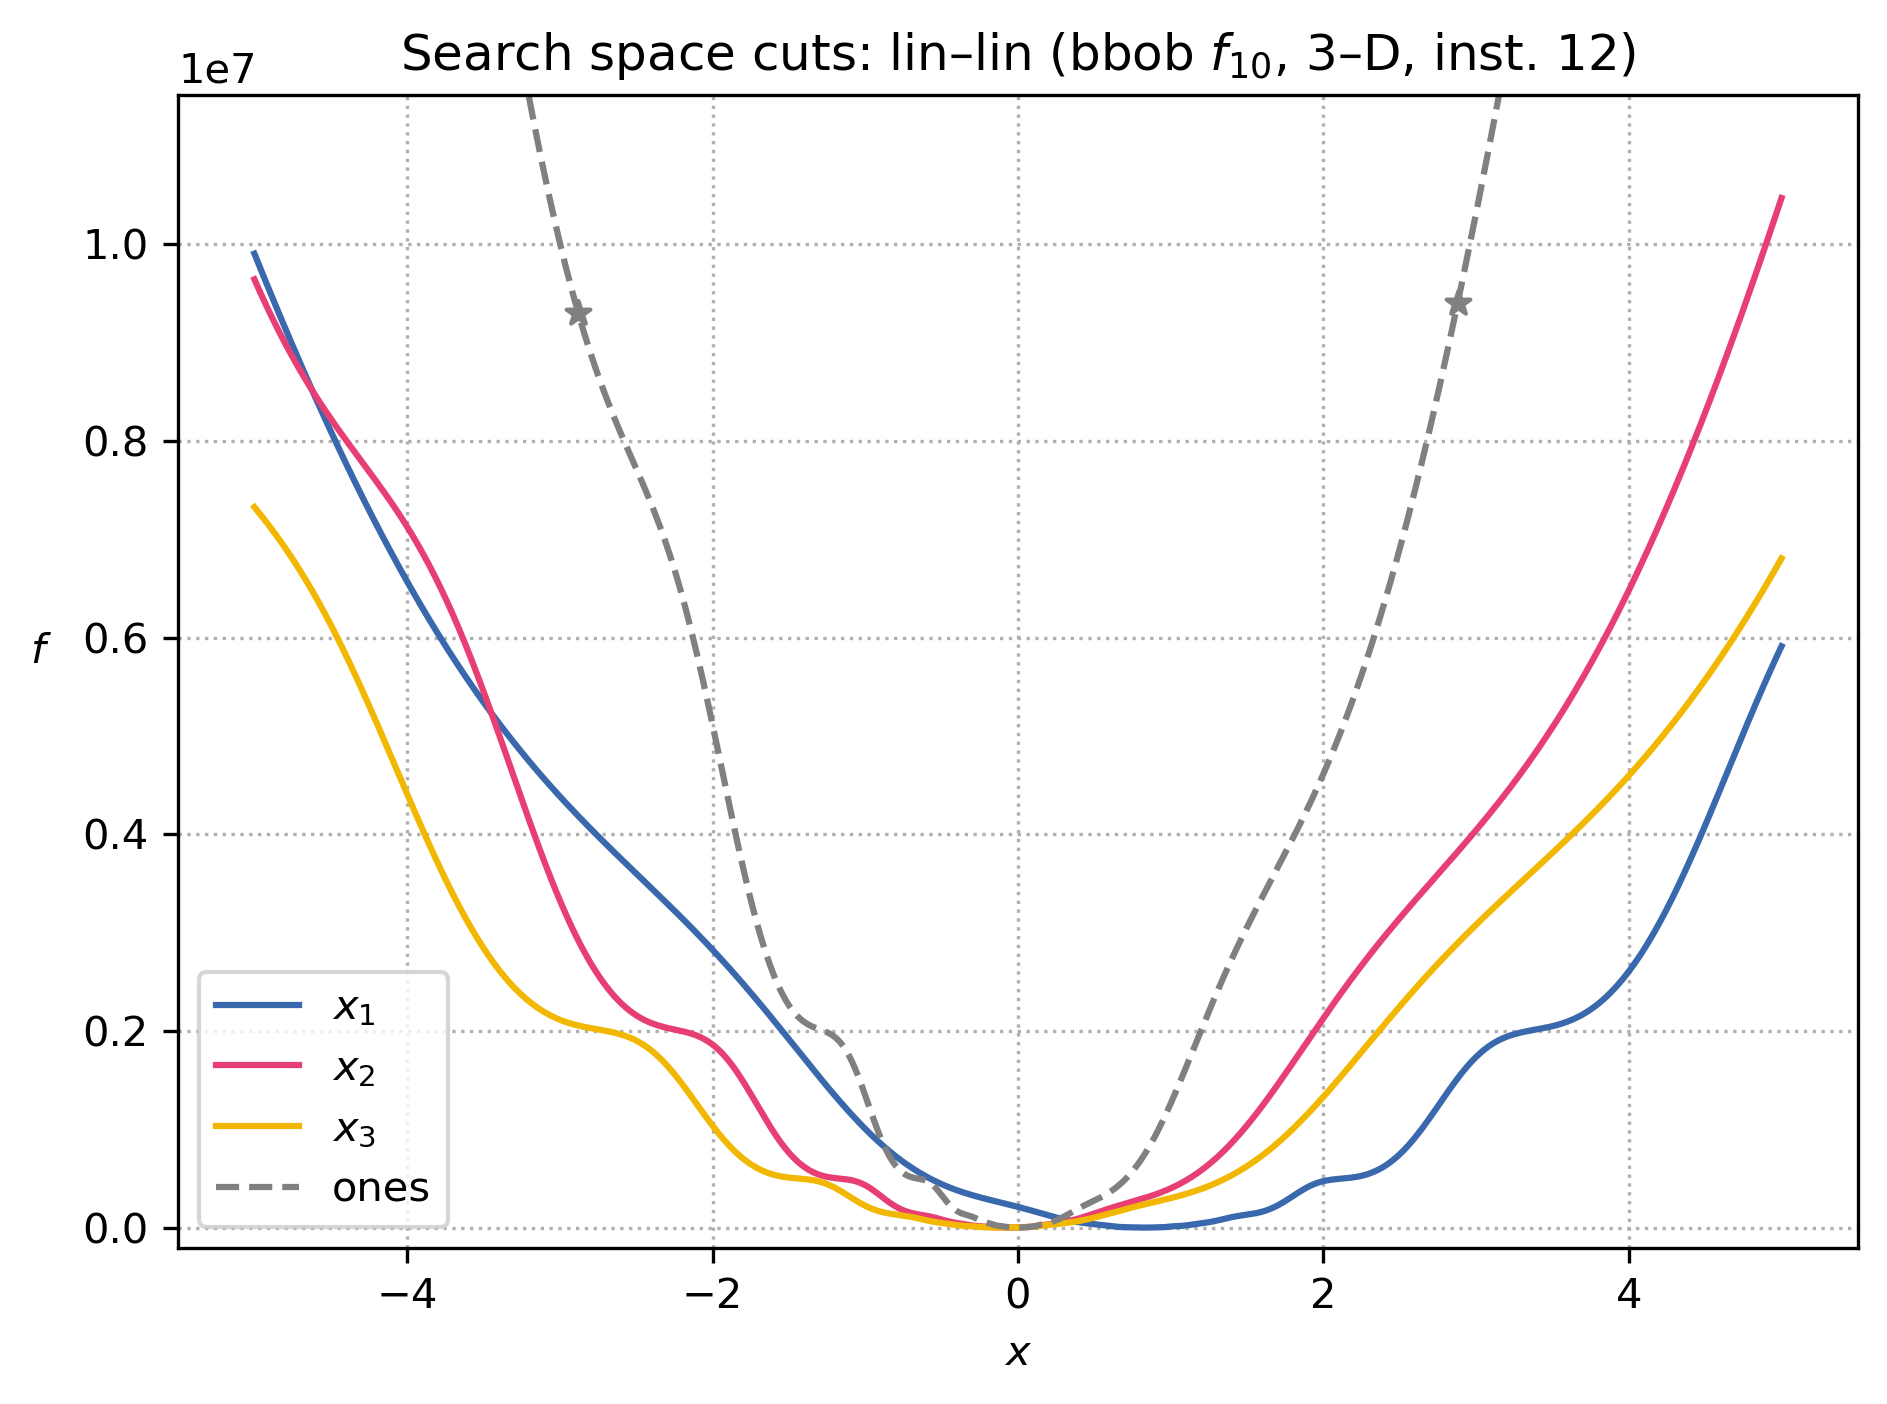 Search space cuts: lin–lin (bbob f₁₀, 3–D, inst. 12)
1e7
1.0
0.8
0.6
0.4
0.2
0.0
f
−4
−2
0
2
4
x
x₁
x₂
x₃
ones